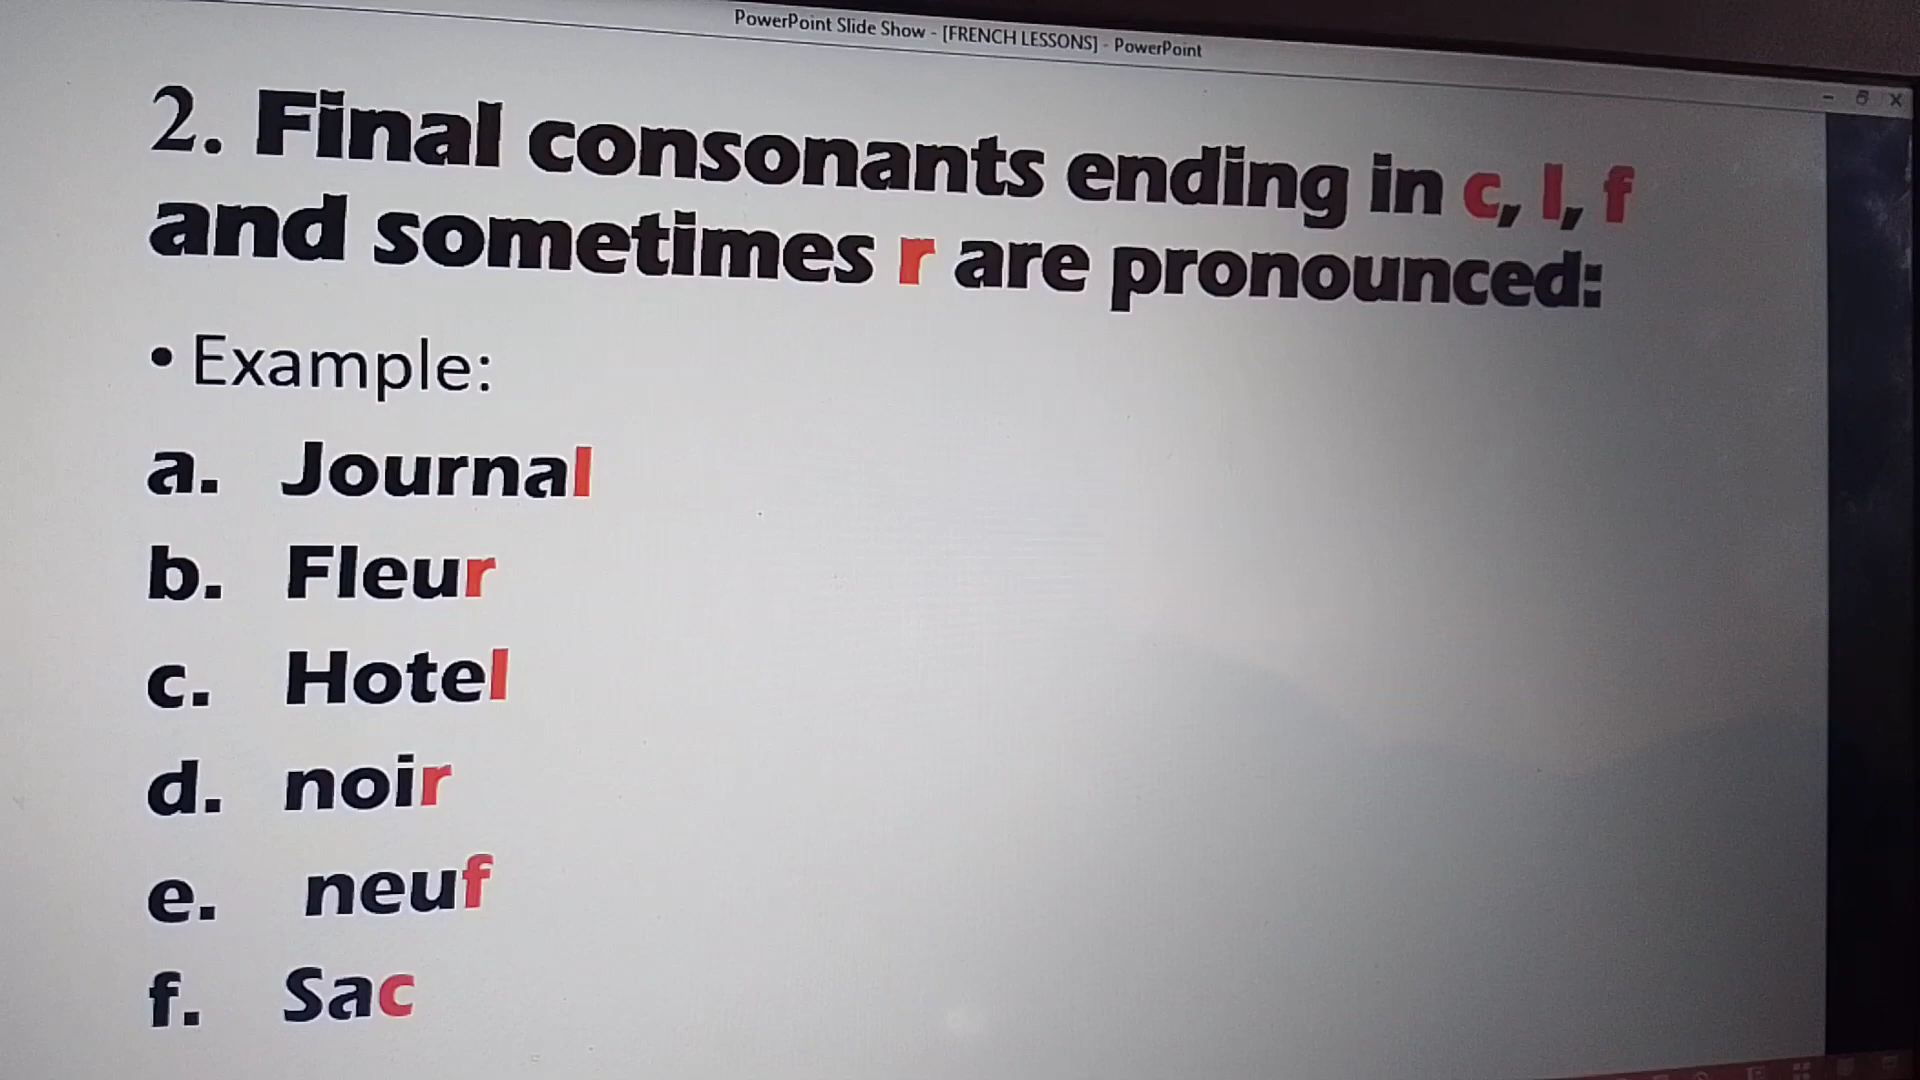 PowerPoint Slide Show - [FRENCH LESSONS] - PowerPoint
2. Final consonants ending in c, l, f
and sometimes r are pronounced:
• Example:
a. Journal
b. Fleur
c. Hotel
d. noir
e. neuf
f. Sac